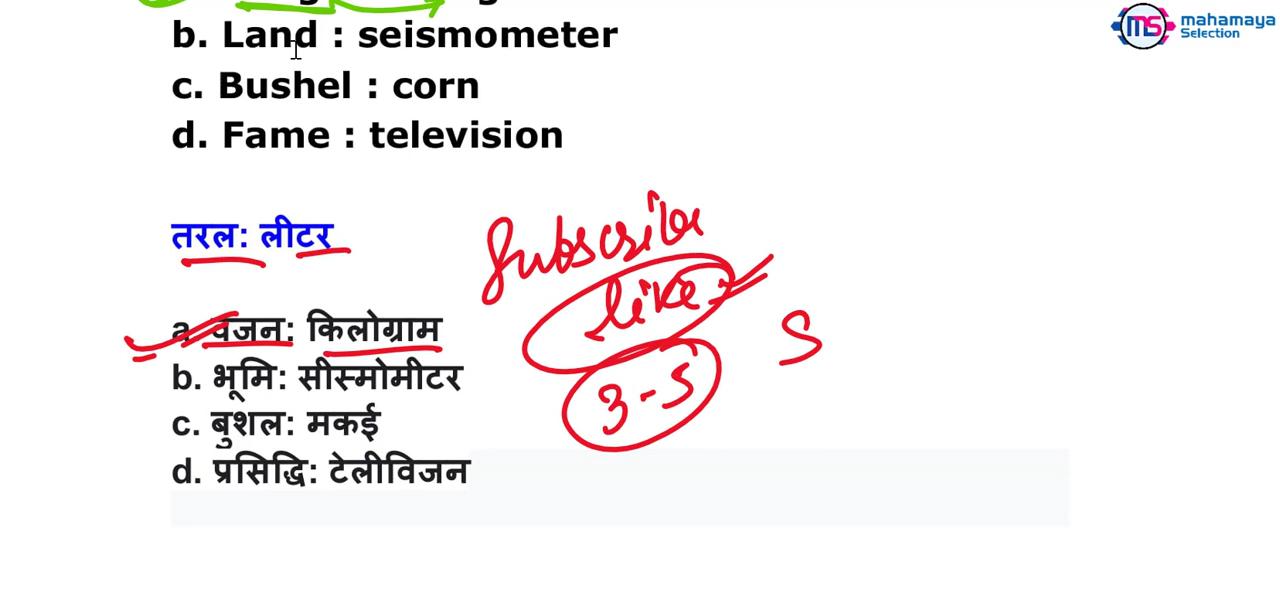 mahamaya
Selection
b. Land : seismometer
c. Bushel : corn
d. Fame : television
तरल: लीटर
Subscribe
like
3-5
S
a. वजन: किलोग्राम
b. भूमि: सीस्मोमीटर
c. बुशल: मकई
d. प्रसिद्धि: टेलीविजन